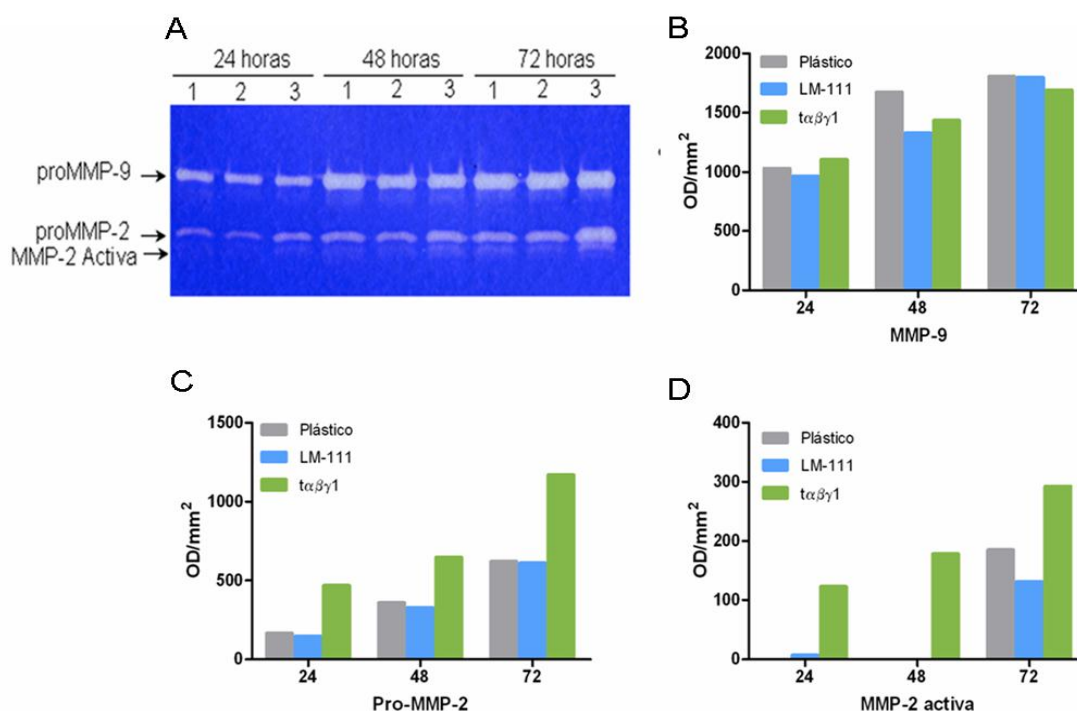 A
24 horas 48 horas 72 horas
1 2 3 1 2 3 1 2 3
proMMP-9
proMMP-2
MMP-2 Activa
B
2000
1500
1000
500
0
OD/mm²
Plástico
LM-111
tαβγ1
24 48 72
MMP-9
C
1500
1000
500
0
OD/mm²
Plástico
LM-111
tαβγ1
24 48 72
Pro-MMP-2
D
400
300
200
100
0
OD/mm²
Plástico
LM-111
tαβγ1
24 48 72
MMP-2 activa